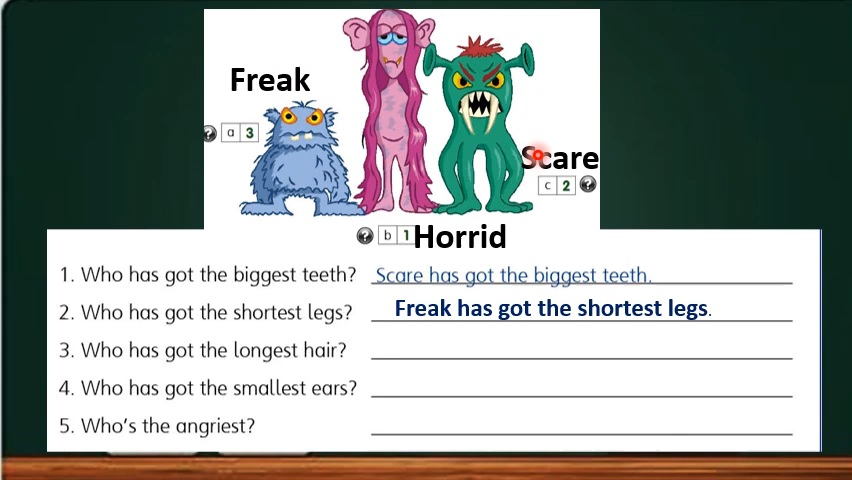 Freak
? a 3
Scare
c 2 ?
? b 1 Horrid
1. Who has got the biggest teeth? Scare has got the biggest teeth.
2. Who has got the shortest legs? Freak has got the shortest legs.
3. Who has got the longest hair?
4. Who has got the smallest ears?
5. Who's the angriest?